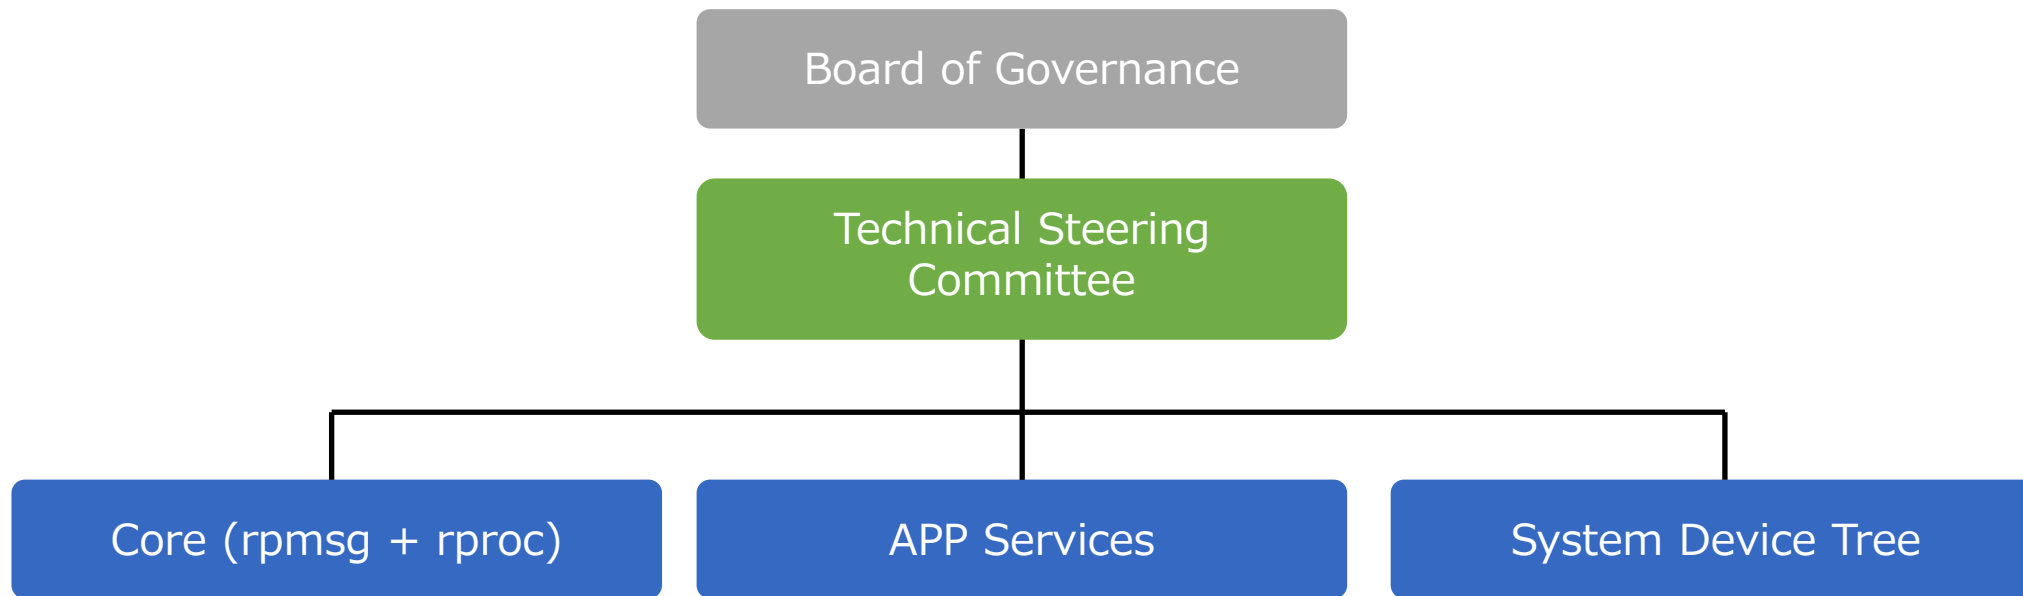 Board of Governance
Technical Steering
Committee
Core (rpmsg + rproc)
APP Services
System Device Tree